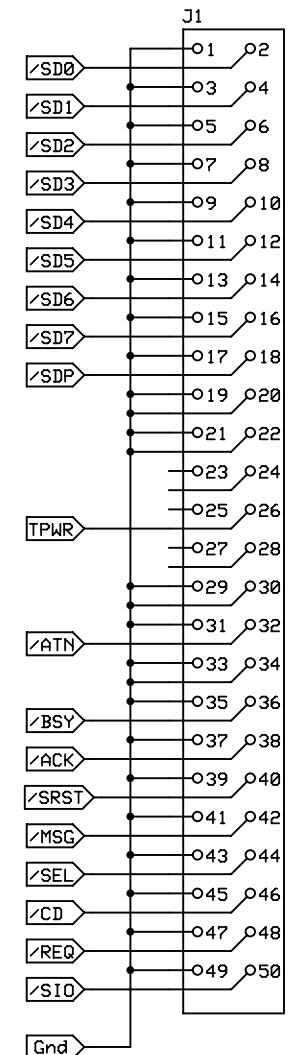 J1
1 2
/SD0
3 4
/SD1
5 6
/SD2
7 8
/SD3
9 10
/SD4
11 12
/SD5
13 14
/SD6
15 16
/SD7
17 18
/SDP
19 20
21 22
23 24
25 26
TPWR
27 28
29 30
31 32
/ATN
33 34
35 36
/BSY
37 38
/ACK
39 40
/SRST
41 42
/MSG
43 44
/SEL
45 46
/CD
47 48
/REQ
49 50
/SIO
Gnd